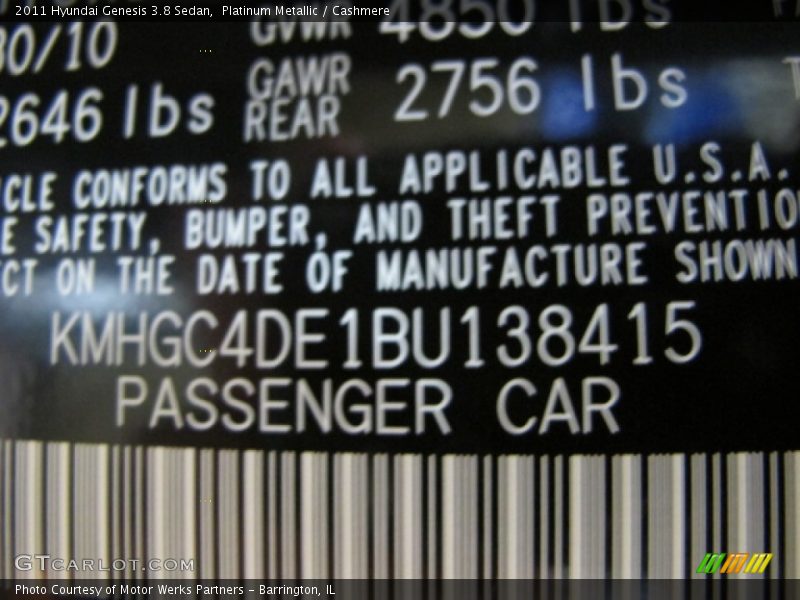 2011 Hyundai Genesis 3.8 Sedan,  Platinum Metallic / Cashmere
GVWR 4850 lbs
30/10
GAWR
REAR 2756 lbs
2646 lbs
CLE CONFORMS TO ALL APPLICABLE U.S.A.
E SAFETY, BUMPER, AND THEFT PREVENTIO
CT ON THE DATE OF MANUFACTURE SHOWN
KMHGC4DE1BU138415
PASSENGER CAR
GTCARLOT.COM
Photo Courtesy of Motor Werks Partners – Barrington, IL